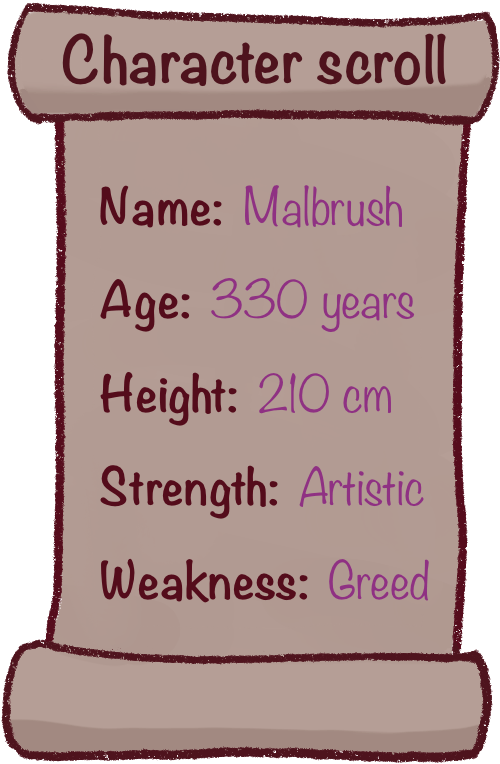 Character scroll
Name: Malbrush
Age: 330 years
Height: 210 cm
Strength: Artistic
Weakness: Greed